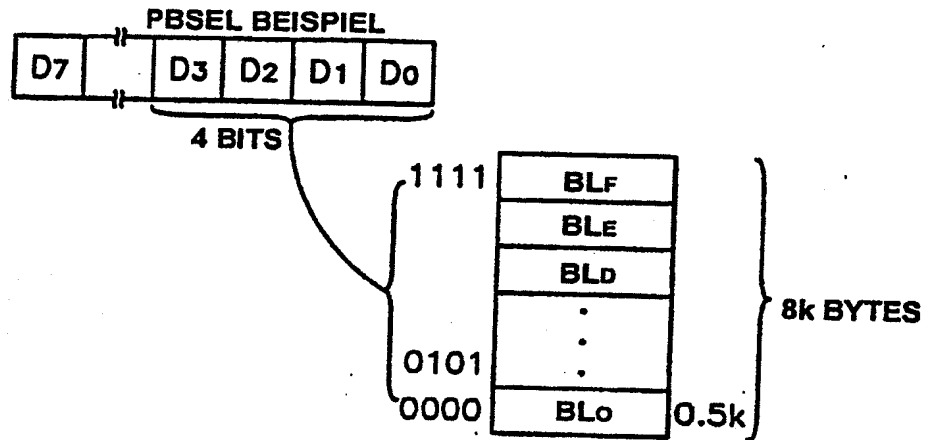 PBSEL BEISPIEL
D7 D3 D2 D1 D0
4 BITS
1111 BLF
BLE
BLD
8k BYTES
0101
0000 BL0 0.5k